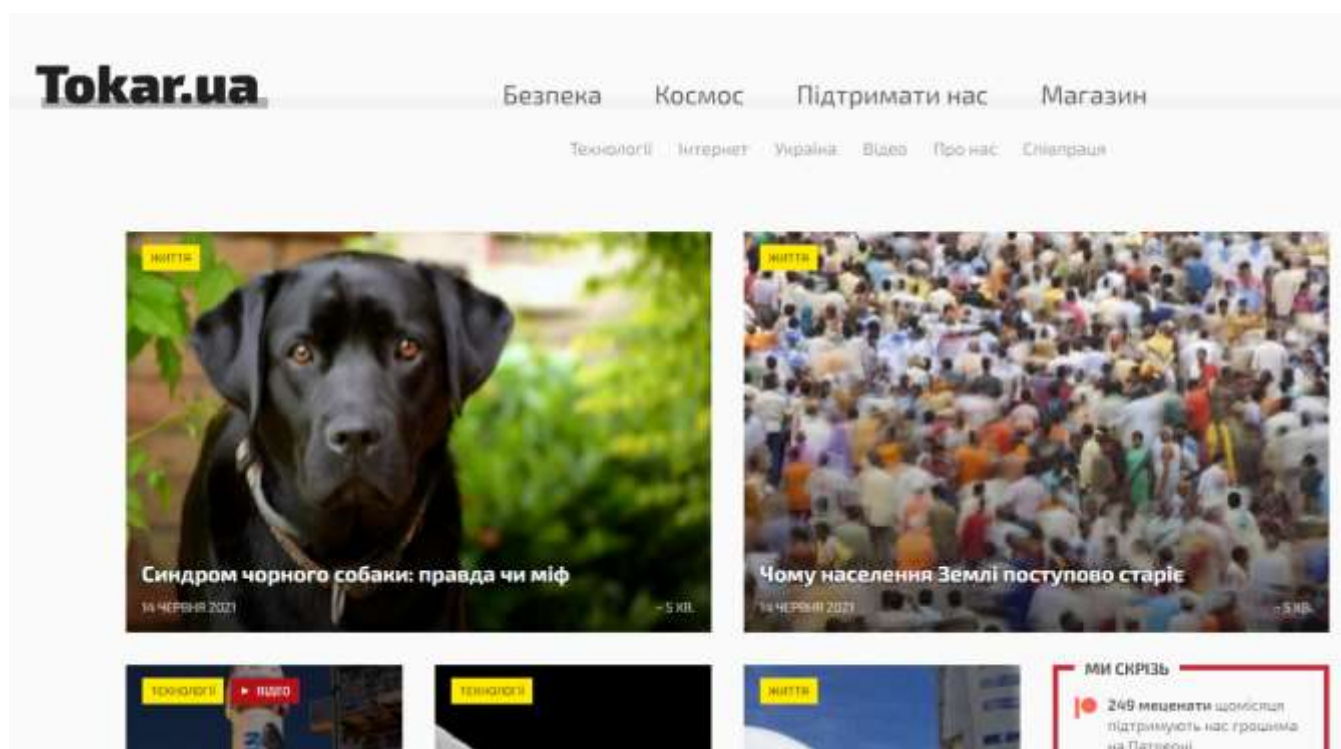 Tokar.ua
Безпека Космос Підтримати нас Магазин
Технології Інтернет Україна Відео Про нас Співпраця
ЖИТТЯ
Синдром чорного собаки: правда чи міф
14 ЧЕРВНЯ 2021 ~ 5 ХВ.
ЖИТТЯ
Чому населення Землі поступово старіє
14 ЧЕРВНЯ 2021 ~ 5 ХВ.
ТЕХНОЛОГІЇ ВІДЕО
ТЕХНОЛОГІЇ
ЖИТТЯ
МИ СКРІЗЬ
249 меценати щомісяця
підтримують нас грошима
на Патреоні